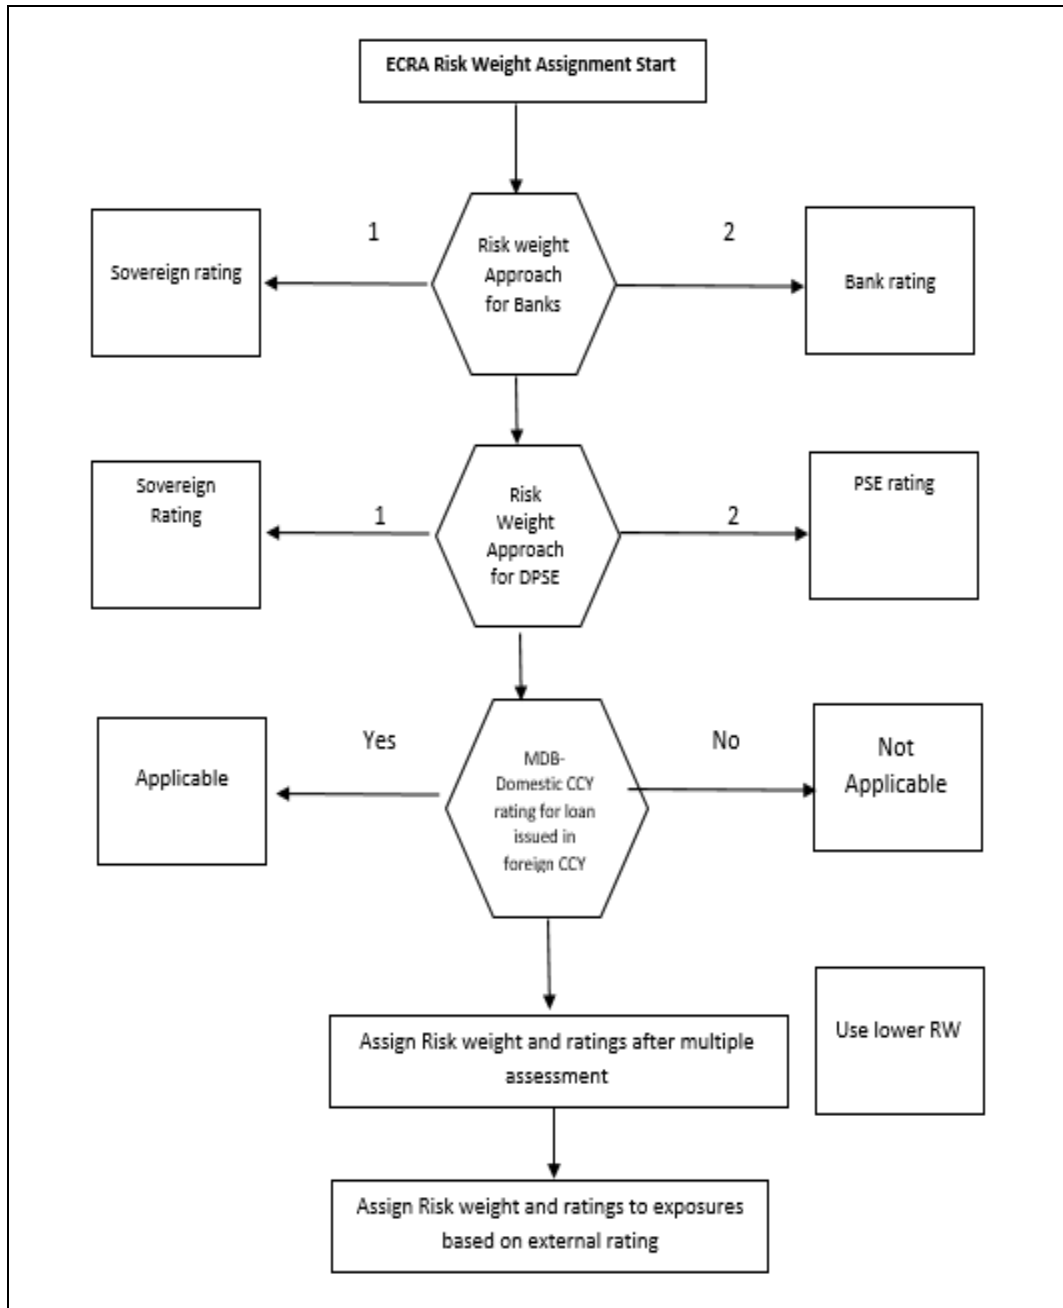 ECRA Risk Weight Assignment Start
1
Risk weight
Approach
for Banks
2
Sovereign rating
Bank rating
Sovereign
Rating
1
Risk
Weight
Approach
for DPSE
2
PSE rating
Applicable
Yes
MDB-
Domestic CCY
rating for loan
issued in
foreign CCY
No
Not
Applicable
Assign Risk weight and ratings after multiple
assessment
Use lower RW
Assign Risk weight and ratings to exposures
based on external rating